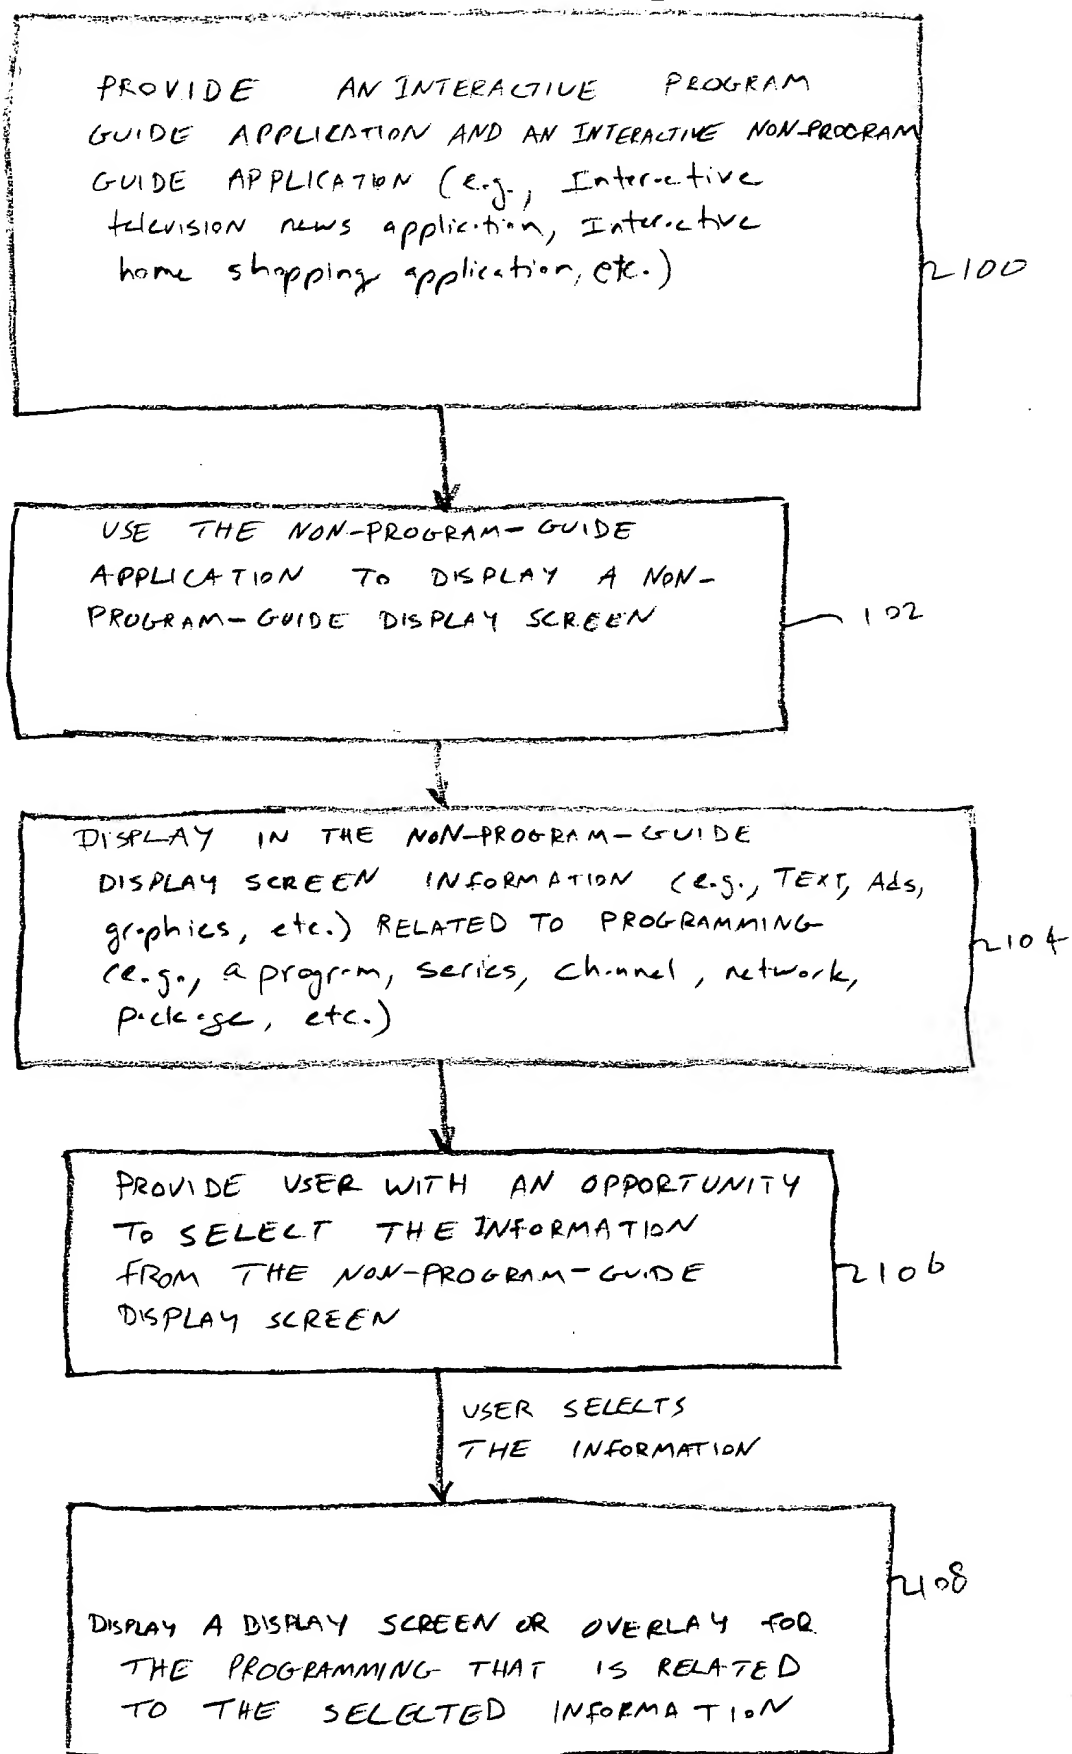 PROVIDE AN INTERACTIVE PROGRAM
GUIDE APPLICATION AND AN INTERACTIVE NON-PROGRAM
GUIDE APPLICATION (e.g., Interactive
television news application, Interactive
home shopping application, etc.)
100
USE THE NON-PROGRAM-GUIDE
APPLICATION TO DISPLAY A NON-
PROGRAM-GUIDE DISPLAY SCREEN
102
DISPLAY IN THE NON-PROGRAM-GUIDE
DISPLAY SCREEN INFORMATION (e.g., TEXT, Ads,
graphics, etc.) RELATED TO PROGRAMMING
(e.g., a program, series, channel, network,
package, etc.)
104
PROVIDE USER WITH AN OPPORTUNITY
TO SELECT THE INFORMATION
FROM THE NON-PROGRAM-GUIDE
DISPLAY SCREEN
106
USER SELECTS
THE INFORMATION
108
DISPLAY A DISPLAY SCREEN OR OVERLAY FOR
THE PROGRAMMING THAT IS RELATED
TO THE SELECTED INFORMATION